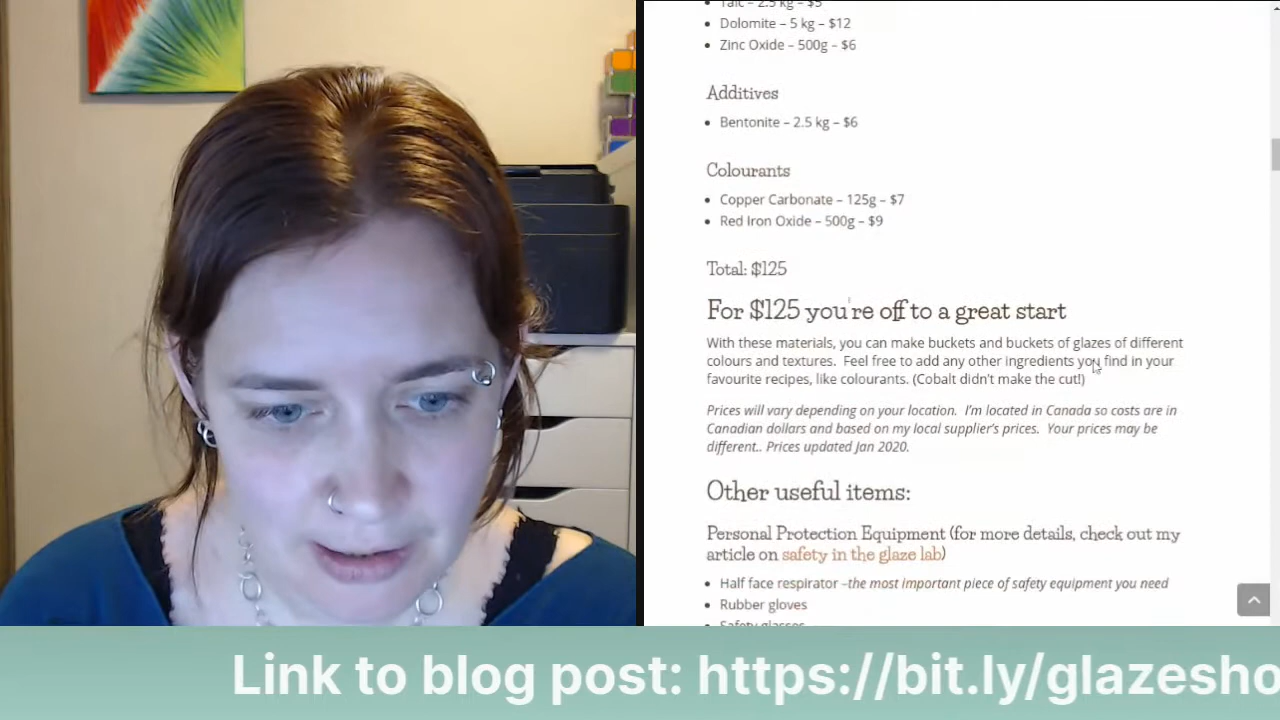 Talc – 2.5 kg – $5
Dolomite – 5 kg – $12
Zinc Oxide – 500g – $6
Additives
Bentonite – 2.5 kg – $6
Colourants
Copper Carbonate – 125g – $7
Red Iron Oxide – 500g – $9
Total: $125
For $125 you're off to a great start
With these materials, you can make buckets and buckets of glazes of different
colours and textures. Feel free to add any other ingredients you find in your
favourite recipes, like colourants. (Cobalt didn't make the cut!)
Prices will vary depending on your location. I'm located in Canada so costs are in
Canadian dollars and based on my local supplier's prices. Your prices may be
different.. Prices updated Jan 2020.
Other useful items:
Personal Protection Equipment (for more details, check out my
article on safety in the glaze lab)
Half face respirator –the most important piece of safety equipment you need
Rubber gloves
Safety glasses
Link to blog post: https://bit.ly/glazesho